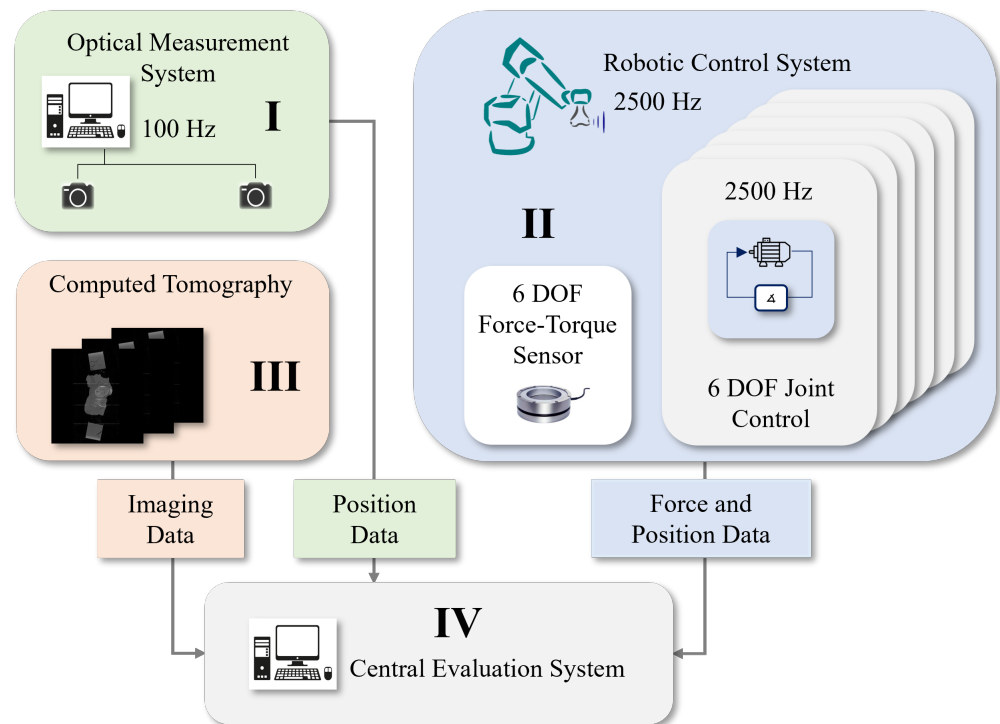 Optical Measurement
System
100 Hz
I
Robotic Control System
2500 Hz
II
6 DOF
Force-Torque
Sensor
2500 Hz
∡
6 DOF Joint
Control
Computed Tomography
III
Imaging
Data
Position
Data
Force and
Position Data
IV
Central Evaluation System